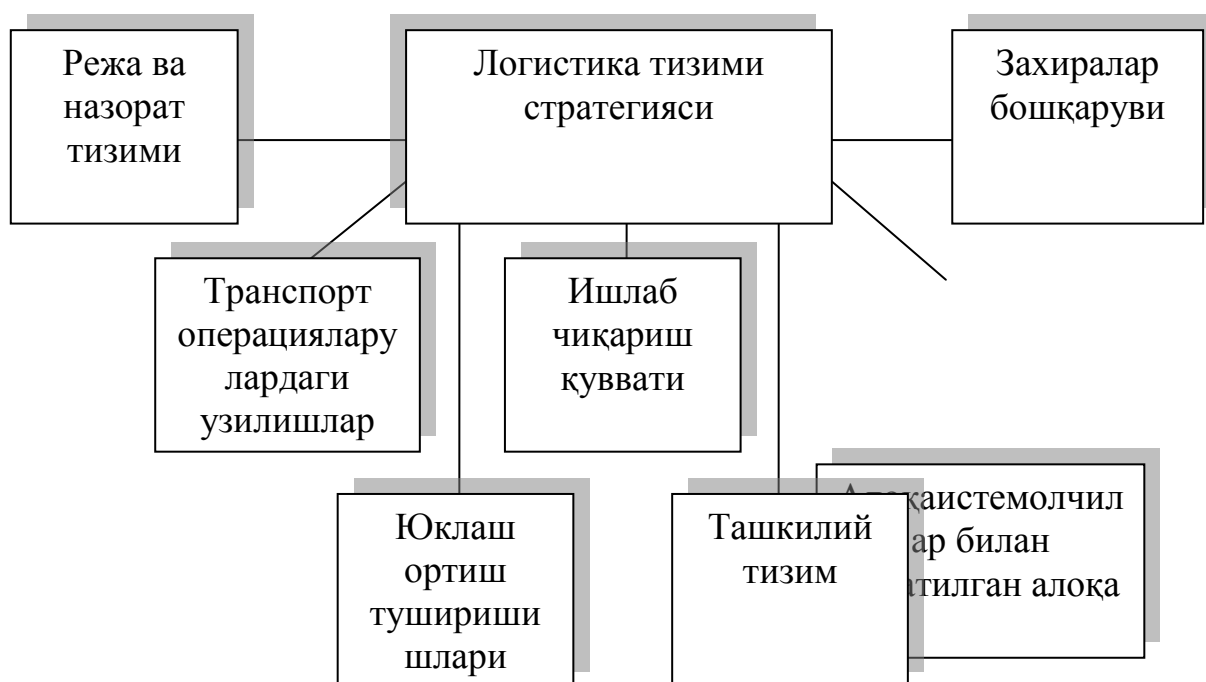 Режа ва
назорат
тизими
Логистика тизими
стратегияси
Захиралар
бошқаруви
Транспорт
операциялару
лардаги
узилишлар
Ишлаб
чиқариш
қуввати
Юклаш
ортиш
тушириши
шлари
Ташкилий
тизим
Алоқаистемолчил
ар билан
алоқа